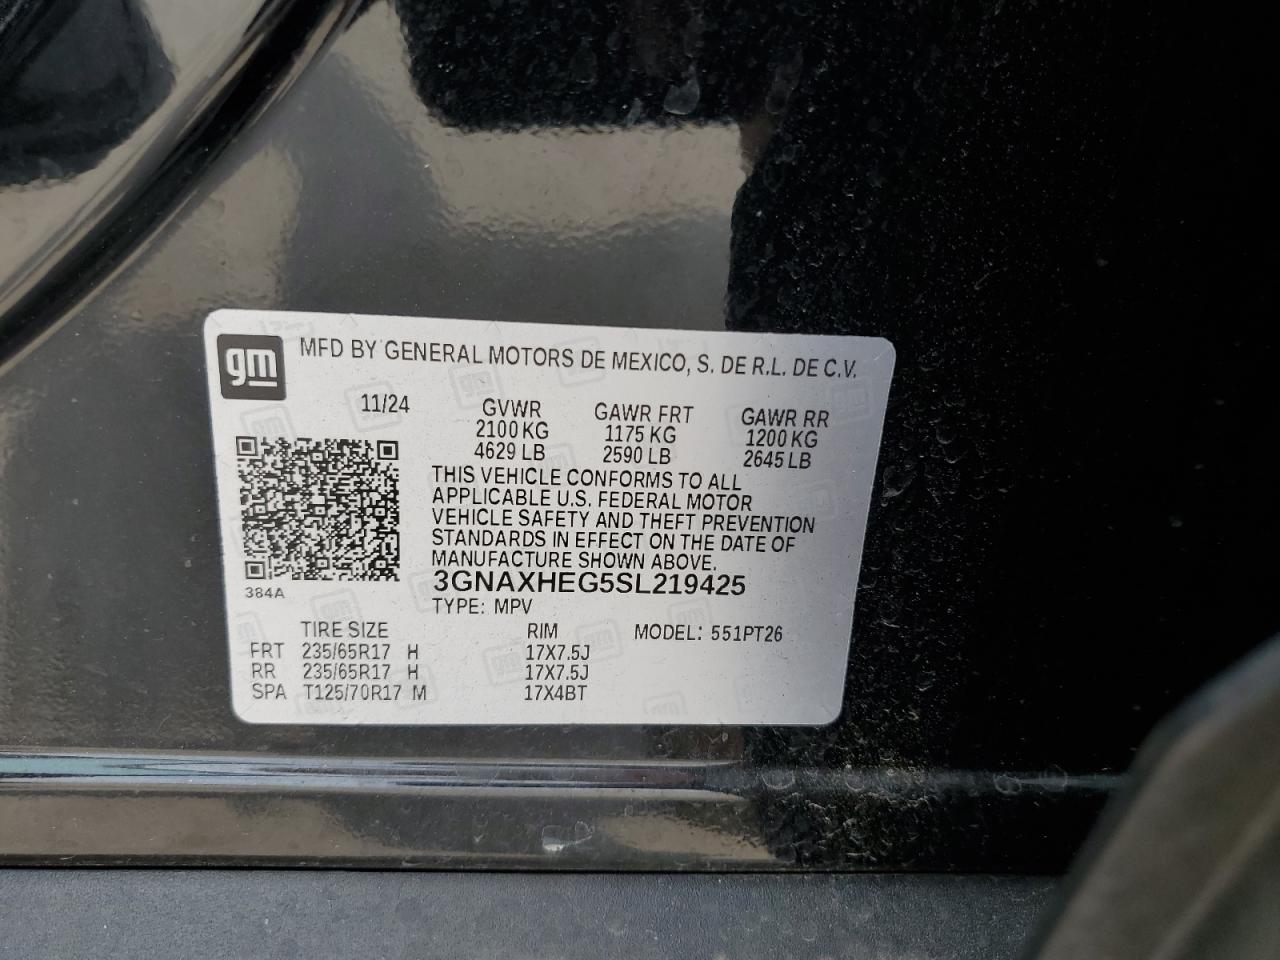 gm
MFD BY GENERAL MOTORS DE MEXICO, S. DE R.L. DE C.V.
11/24 GVWR GAWR FRT GAWR RR
2100 KG 1175 KG 1200 KG
4629 LB 2590 LB 2645 LB
THIS VEHICLE CONFORMS TO ALL
APPLICABLE U.S. FEDERAL MOTOR
VEHICLE SAFETY AND THEFT PREVENTION
STANDARDS IN EFFECT ON THE DATE OF
MANUFACTURE SHOWN ABOVE.
3GNAXHEG5SL219425
384A
TYPE: MPV
TIRE SIZE RIM MODEL: 551PT26
FRT 235/65R17 H 17X7.5J
RR 235/65R17 H 17X7.5J
SPA T125/70R17 M 17X4BT